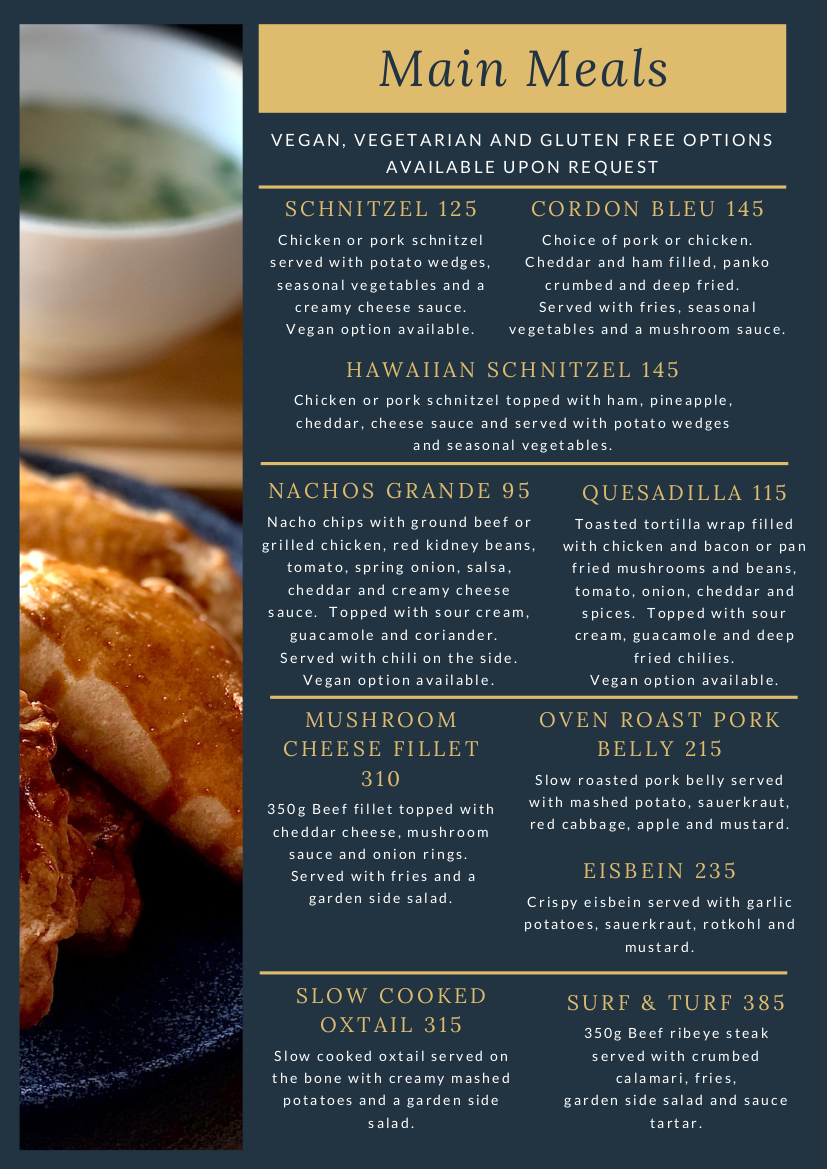 Main Meals
VEGAN, VEGETARIAN AND GLUTEN FREE OPTIONS
AVAILABLE UPON REQUEST
SCHNITZEL 125
Chicken or pork schnitzel
served with potato wedges,
seasonal vegetables and a
creamy cheese sauce.
Vegan option available.
CORDON BLEU 145
Choice of pork or chicken.
Cheddar and ham filled, panko
crumbed and deep fried.
Served with fries, seasonal
vegetables and a mushroom sauce.
HAWAIIAN SCHNITZEL 145
Chicken or pork schnitzel topped with ham, pineapple,
cheddar, cheese sauce and served with potato wedges
and seasonal vegetables.
NACHOS GRANDE 95
Nacho chips with ground beef or
grilled chicken, red kidney beans,
tomato, spring onion, salsa,
cheddar and creamy cheese
sauce. Topped with sour cream,
guacamole and coriander.
Served with chili on the side.
Vegan option available.
QUESADILLA 115
Toasted tortilla wrap filled
with chicken and bacon or pan
fried mushrooms and beans,
tomato, onion, cheddar and
spices. Topped with sour
cream, guacamole and deep
fried chilies.
Vegan option available.
MUSHROOM
CHEESE FILLET
310
350g Beef fillet topped with
cheddar cheese, mushroom
sauce and onion rings.
Served with fries and a
garden side salad.
OVEN ROAST PORK
BELLY 215
Slow roasted pork belly served
with mashed potato, sauerkraut,
red cabbage, apple and mustard.
EISBEIN 235
Crispy eisbein served with garlic
potatoes, sauerkraut, rotkohl and
mustard.
SLOW COOKED
OXTAIL 315
Slow cooked oxtail served on
the bone with creamy mashed
potatoes and a garden side
salad.
SURF & TURF 385
350g Beef ribeye steak
served with crumbed
calamari, fries,
garden side salad and sauce
tartar.